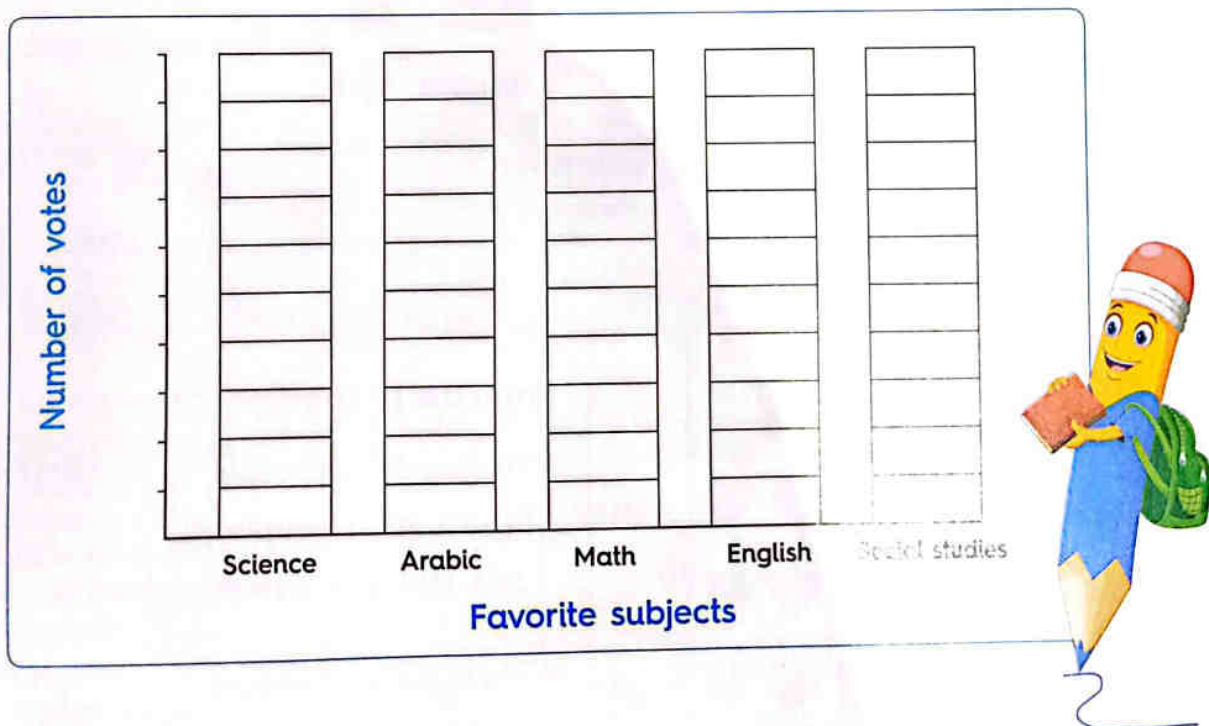 Number of votes
Science Arabic Math English Social studies
Favorite subjects